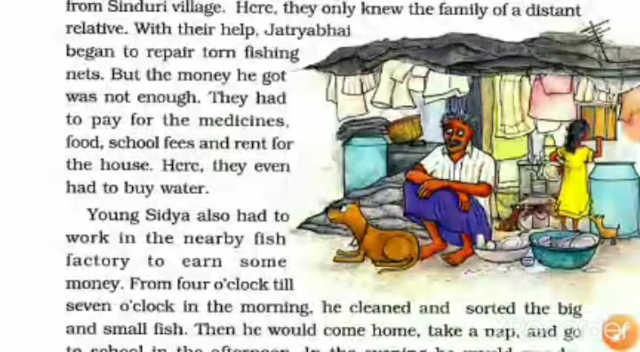 from Sinduri village. Here, they only knew the family of a distant
relative. With their help, Jatryabhai
began to repair torn fishing
nets. But the money he got
was not enough. They had
to pay for the medicines,
food, school fees and rent for
the house. Here, they even
had to buy water.
Young Sidya also had to
work in the nearby fish
factory to earn some
money. From four o'clock till
seven o'clock in the morning, he cleaned and sorted the big
and small fish. Then he would come home, take a nap, and go
to school in the afternoon. In the evening he would